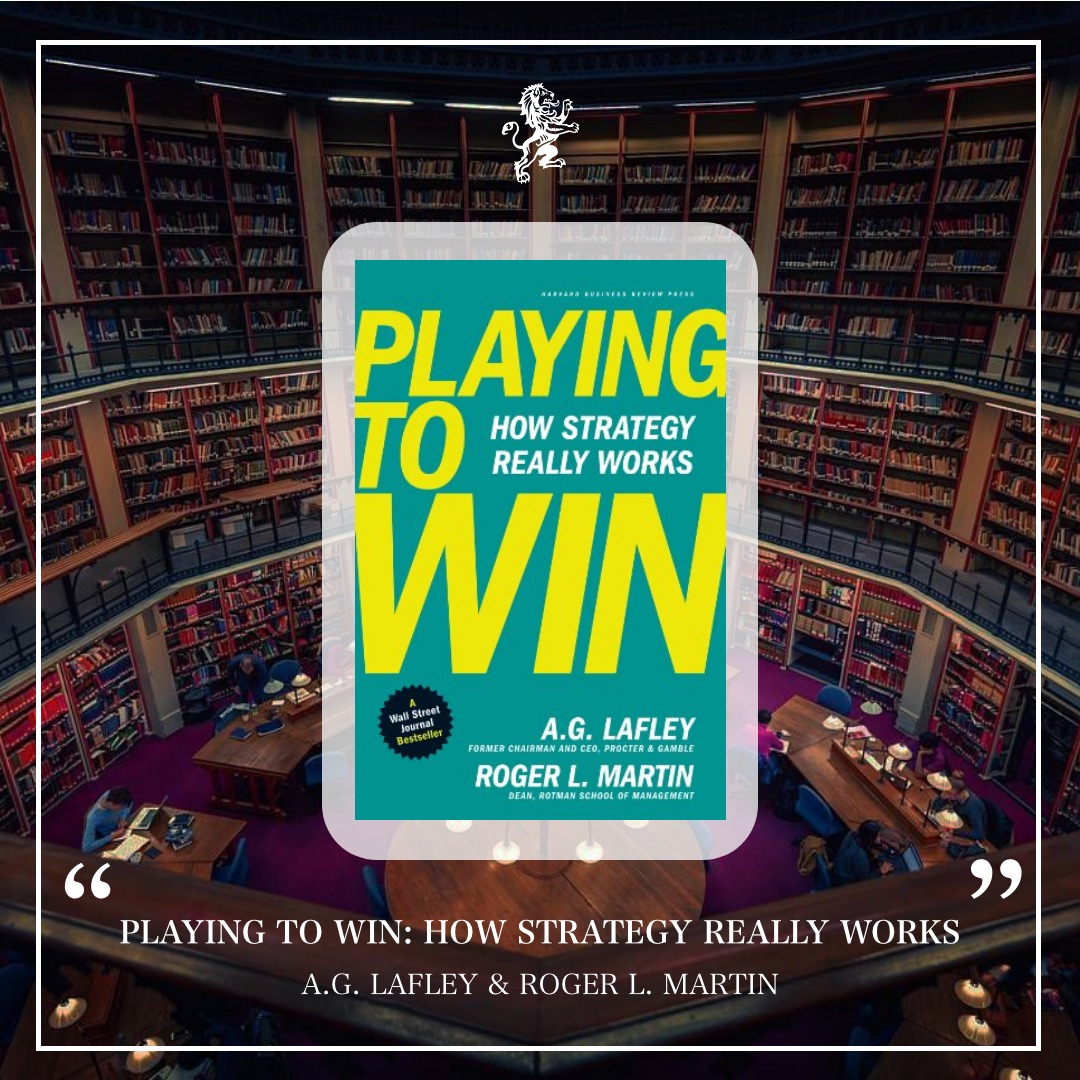 HARVARD BUSINESS REVIEW PRESS
PLAYING
TO
HOW STRATEGY
REALLY WORKS
WIN
A
Wall Street
Journal
Bestseller
A.G. LAFLEY
FORMER CHAIRMAN AND CEO, PROCTER & GAMBLE
ROGER L. MARTIN
DEAN, ROTMAN SCHOOL OF MANAGEMENT
“ ”
PLAYING TO WIN: HOW STRATEGY REALLY WORKS
A.G. LAFLEY & ROGER L. MARTIN